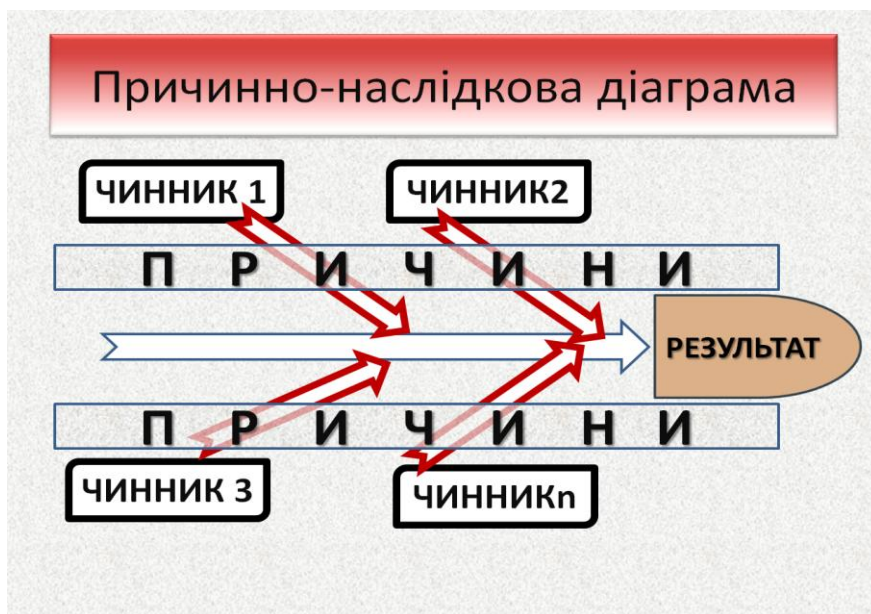 Причинно-наслідкова діаграма
ЧИННИК 1
ЧИННИК2
П Р И Ч И Н И
РЕЗУЛЬТАТ
П Р И Ч И Н И
ЧИННИК 3
ЧИННИКn